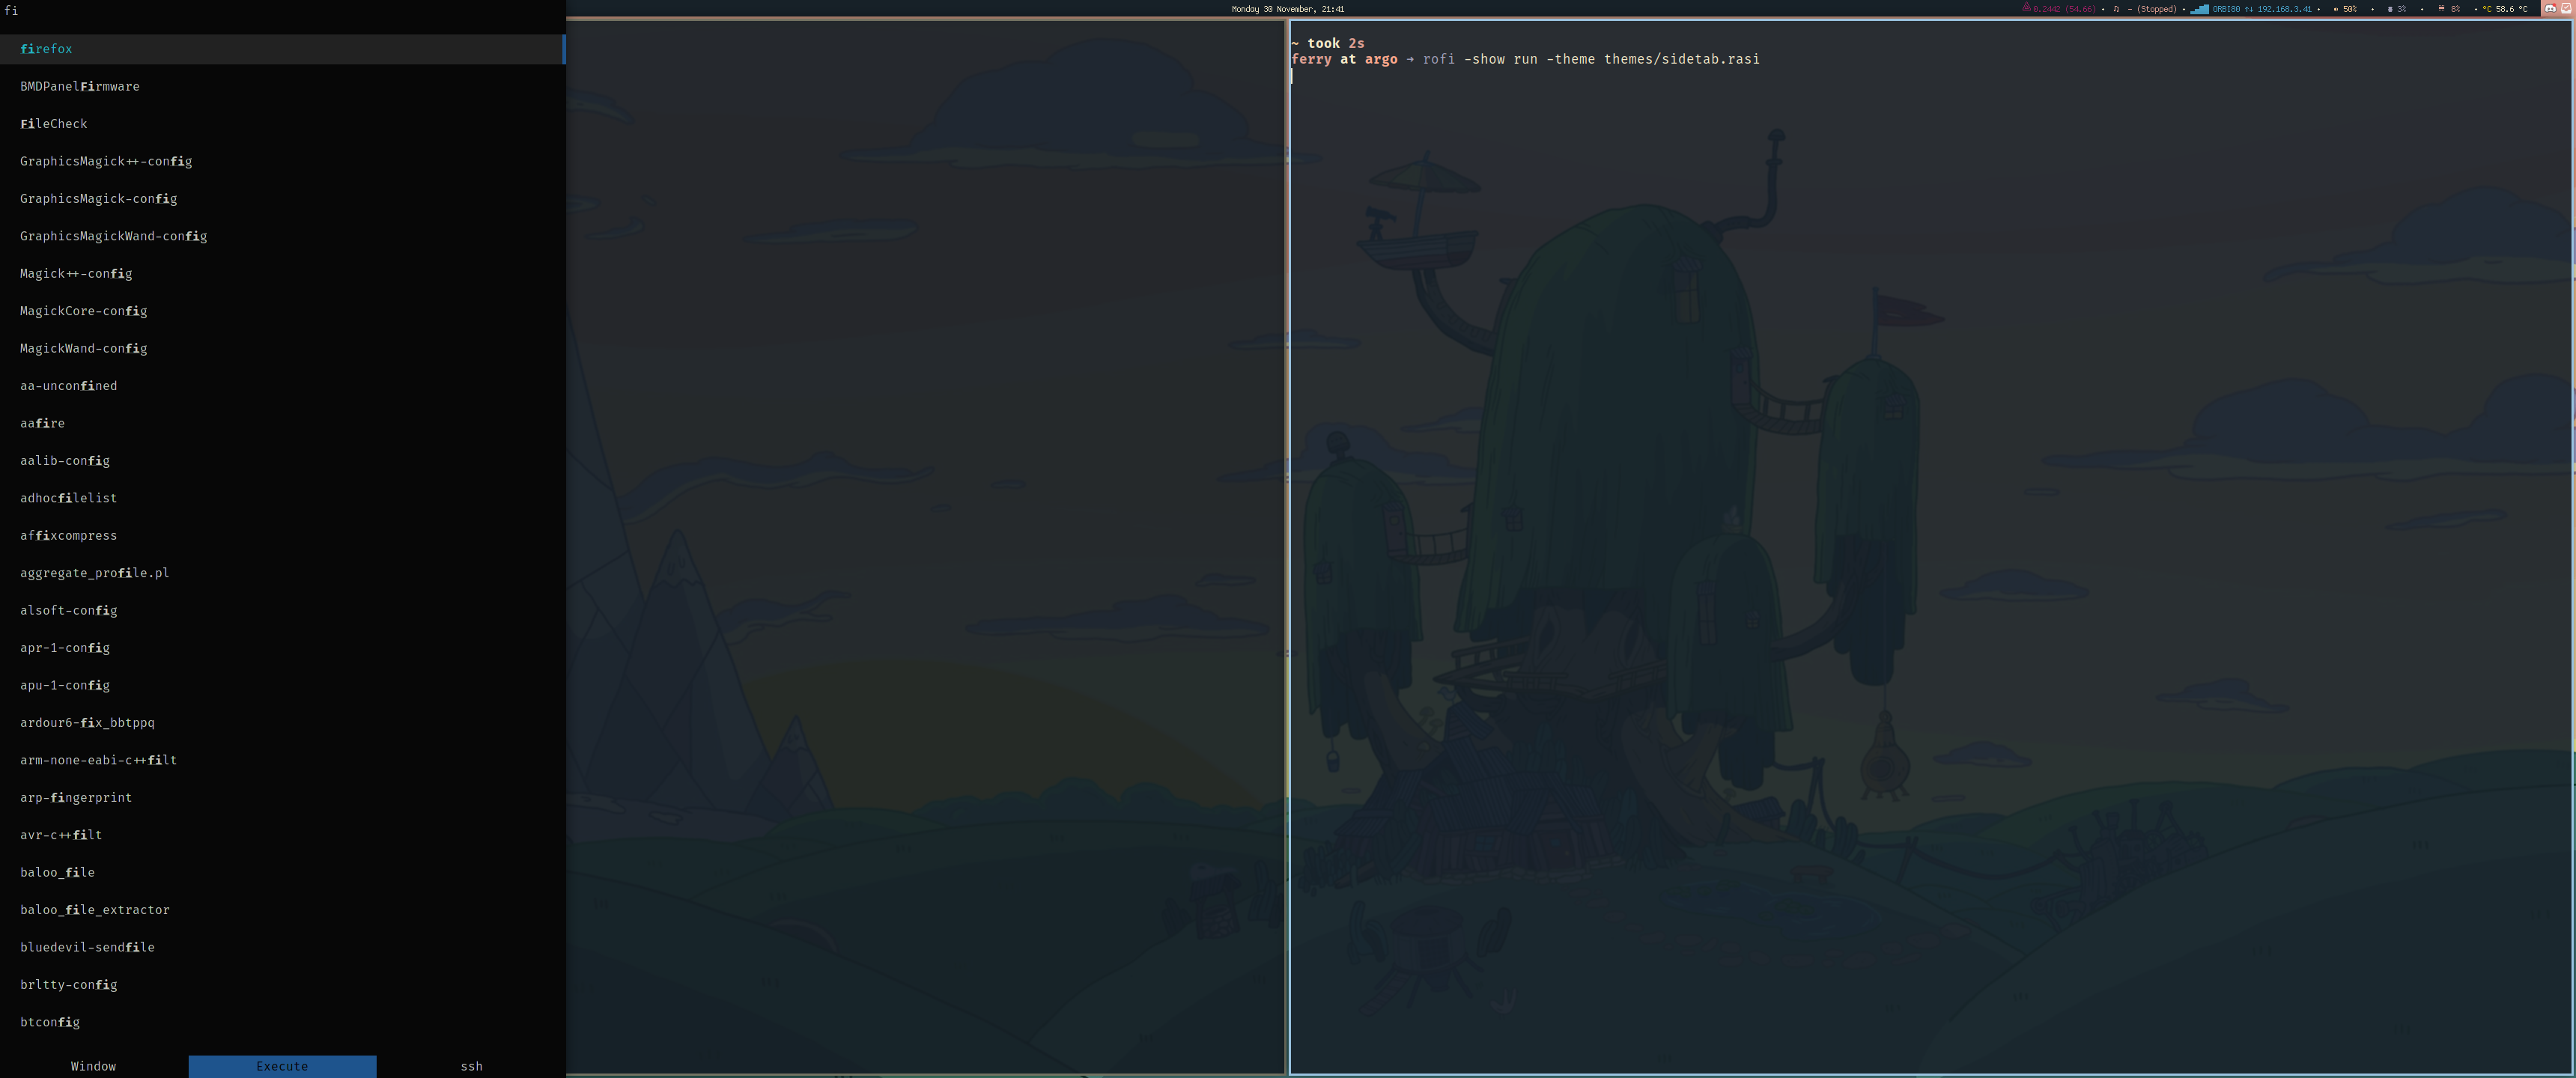 fi
firefox
BMDPanelFirmware
FileCheck
GraphicsMagick++-config
GraphicsMagick-config
GraphicsMagickWand-config
Magick++-config
MagickCore-config
MagickWand-config
aa-unconfined
aafire
aalib-config
adhocfilelist
affixcompress
aggregate_profile.pl
alsoft-config
apr-1-config
apu-1-config
ardour6-fix_bbtppq
arm-none-eabi-c++filt
arp-fingerprint
avr-c++filt
baloo_file
baloo_file_extractor
bluedevil-sendfile
brltty-config
btconfig
Window Execute ssh
Monday 30 November, 21:41
0.2442 (54.66) • ♫ - (Stopped) • ORBI80 ↑↓ 192.168.3.41 • 50% • 3% • 8% • °C 58.6 °C
~ took 2s
ferry at argo → rofi -show run -theme themes/sidetab.rasi